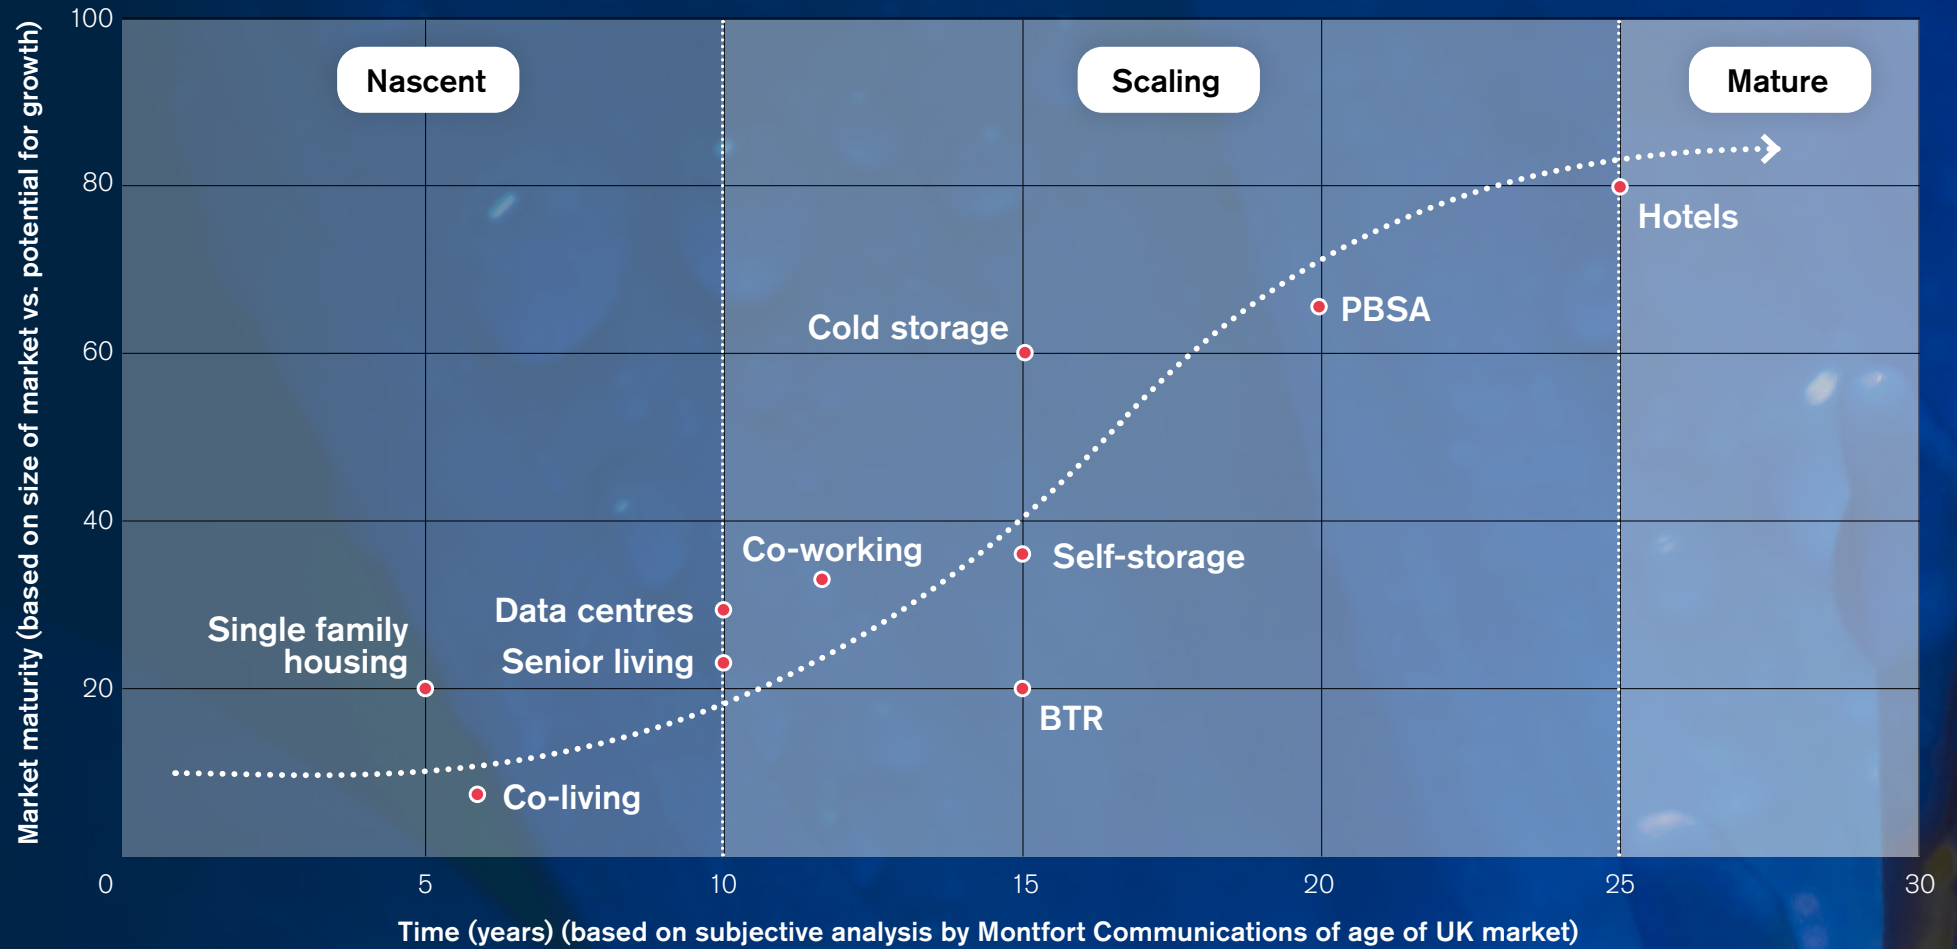 Market maturity (based on size of market vs. potential for growth)
100
80
60
40
20
Nascent
Scaling
Mature
Hotels
PBSA
Cold storage
Co-working
Self-storage
Data centres
Single family
housing
Senior living
BTR
Co-living
0
5
10
15
20
25
30
Time (years) (based on subjective analysis by Montfort Communications of age of UK market)